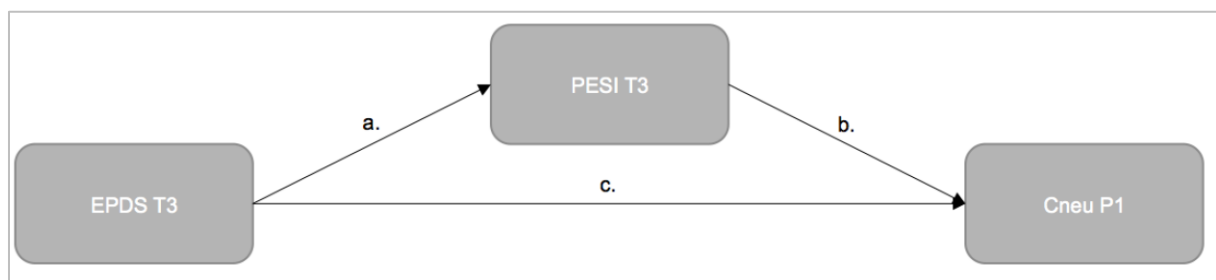 PESI T3
a.
b.
EPDS T3
c.
Cneu P1